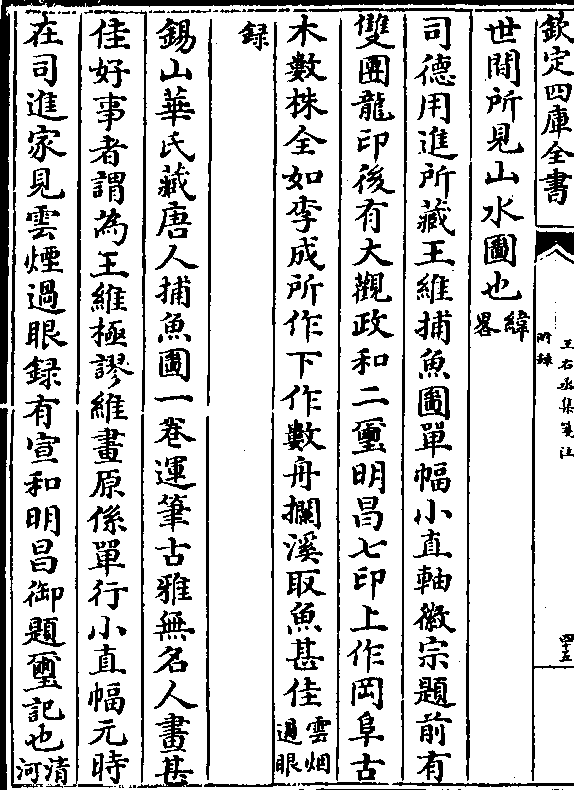 欽定四庫全書
王右丞集箋注
附錄
四十五
世間所見山水圖也緯畧
司德用進所藏王維捕魚圖單幅小直軸徽宗題前有
雙圑龍印後有大觀政和二璽明昌七印上作岡阜古
木數株全如李成所作下作數舟攔溪取魚甚佳雲烟過眼
録
錫山華氏藏唐人捕魚圖一卷運筆古雅無名人畫甚
佳好事者謂為王維極謬維畫原係單行小直幅元時
在司進家見雲煙過眼録有宣和明昌御題璽記也清河